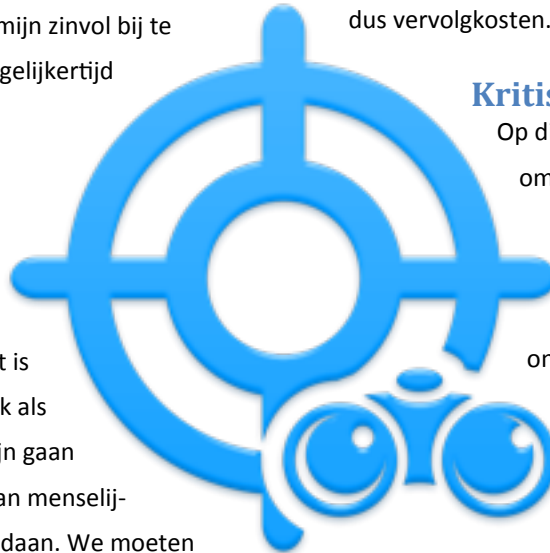 mijn zinvol bij te
gelijkertijd
t is
k als
jn gaan
an menselij-
daan. We moeten
dus vervolgkosten.
Kritis
Op d
om
on